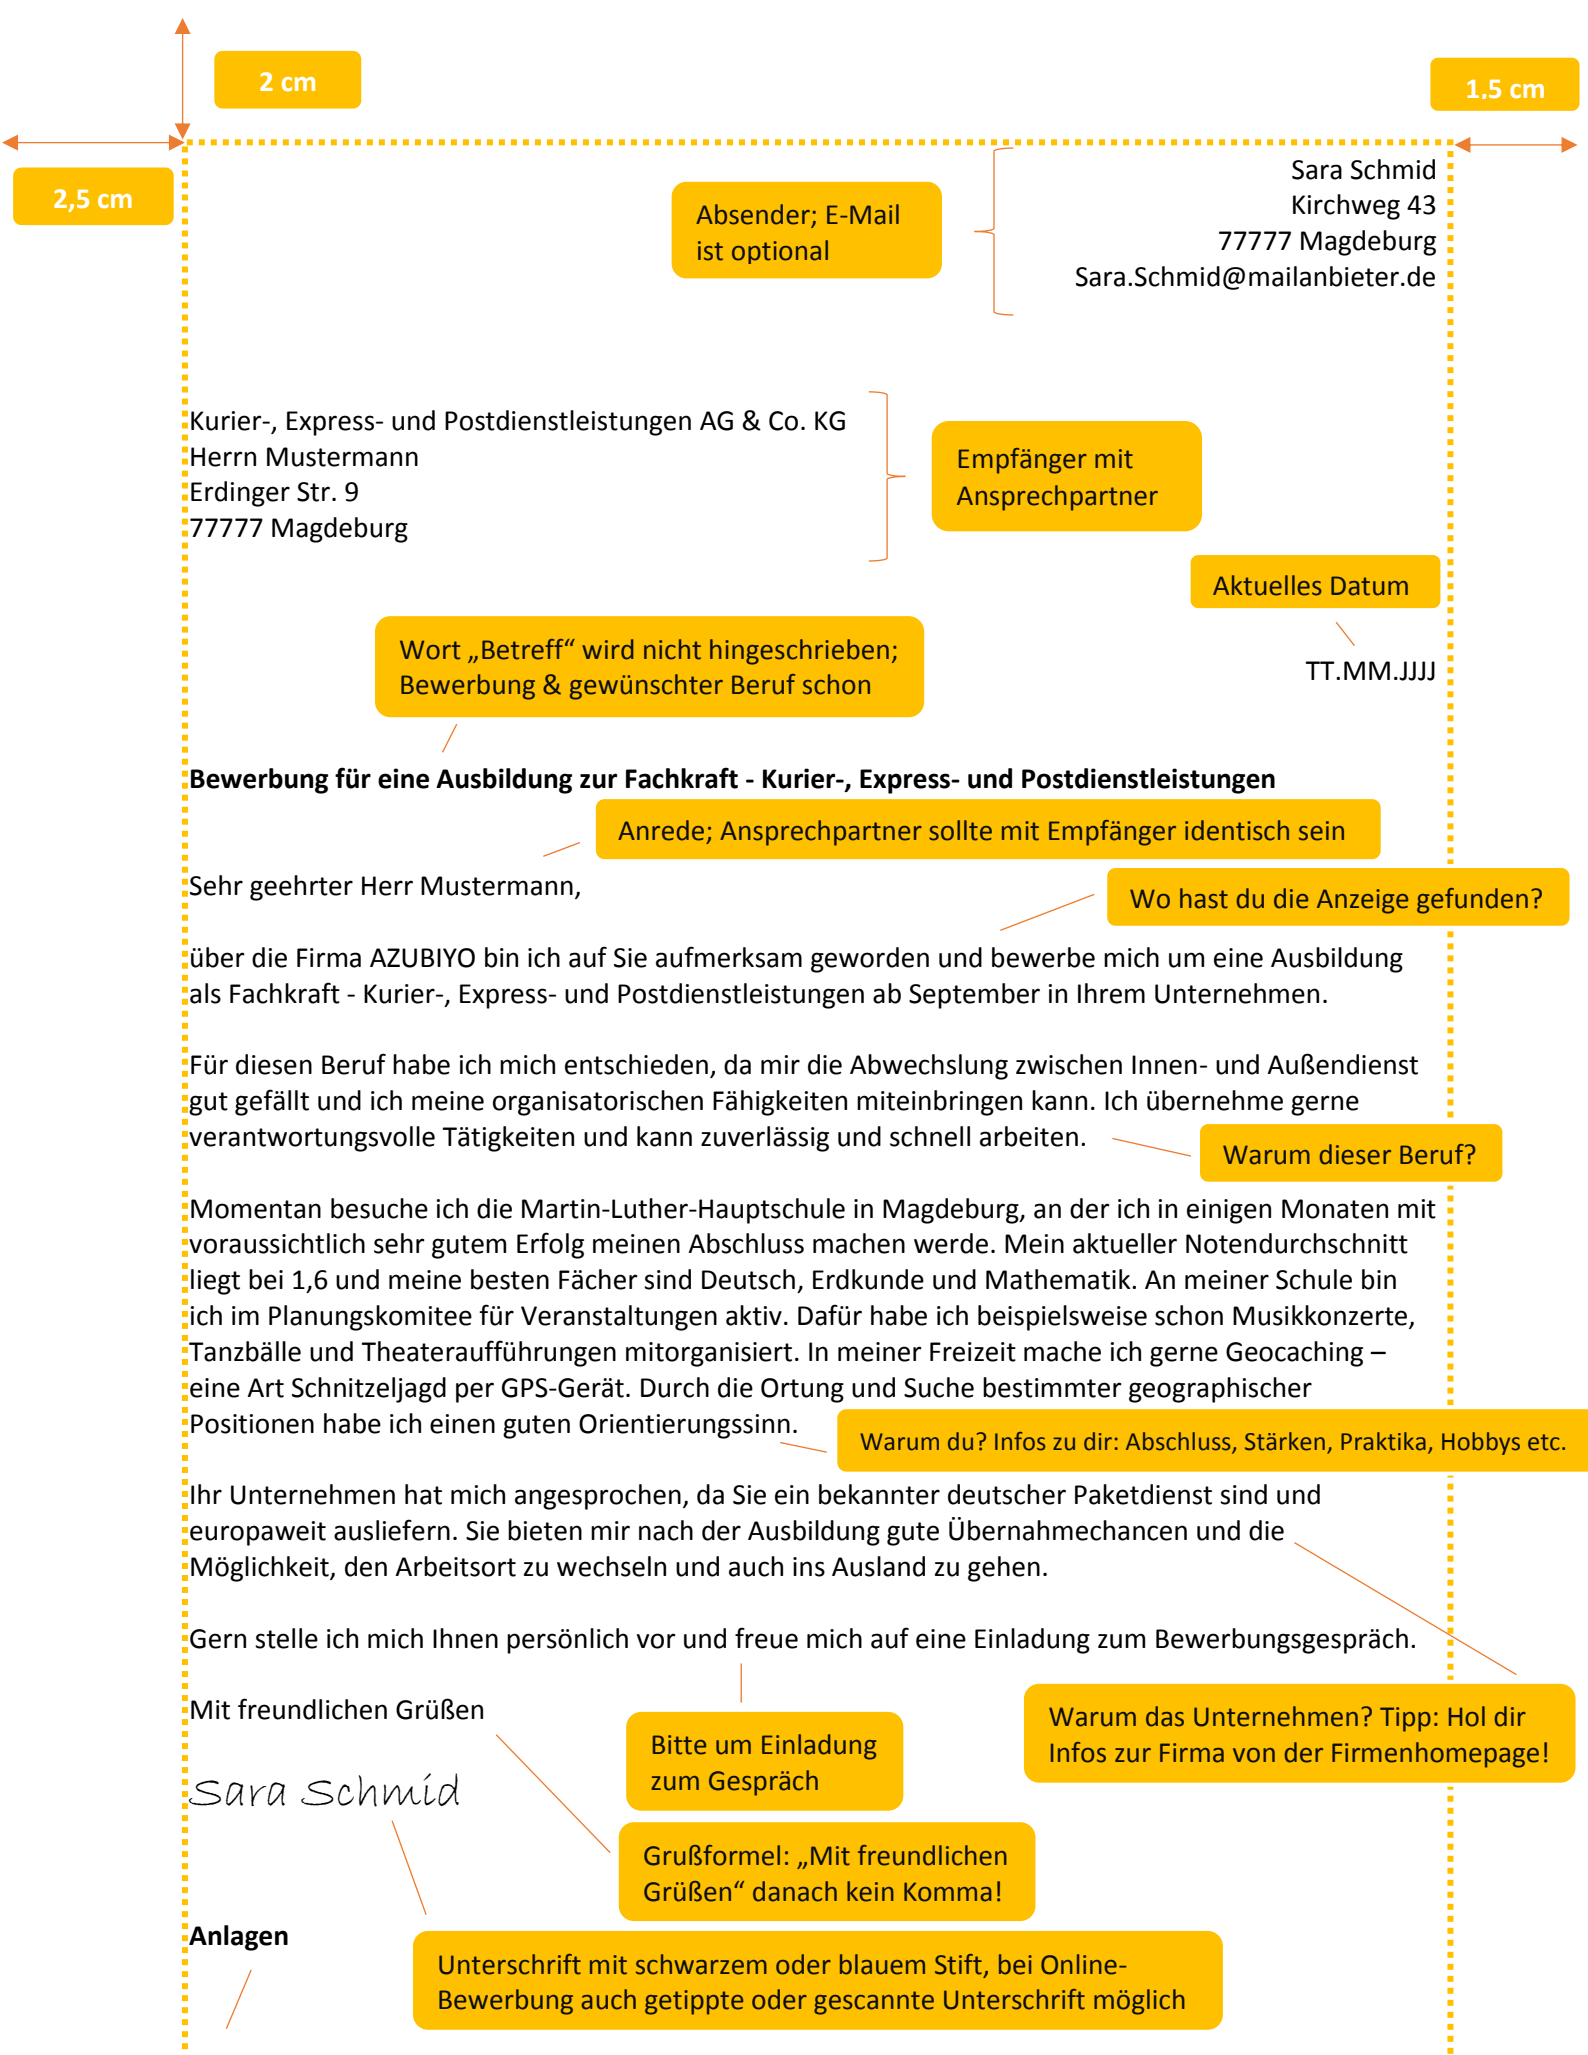 2 cm
1,5 cm
2,5 cm
Absender; E-Mail
ist optional
Sara Schmid
Kirchweg 43
77777 Magdeburg
Sara.Schmid@mailanbieter.de
Kurier-, Express- und Postdienstleistungen AG & Co. KG
Herrn Mustermann
Erdinger Str. 9
77777 Magdeburg
Empfänger mit
Ansprechpartner
Aktuelles Datum
TT.MM.JJJJ
Wort „Betreff“ wird nicht hingeschrieben;
Bewerbung & gewünschter Beruf schon
Bewerbung für eine Ausbildung zur Fachkraft - Kurier-, Express- und Postdienstleistungen
Anrede; Ansprechpartner sollte mit Empfänger identisch sein
Sehr geehrter Herr Mustermann,
Wo hast du die Anzeige gefunden?
über die Firma AZUBIYO bin ich auf Sie aufmerksam geworden und bewerbe mich um eine Ausbildung
als Fachkraft - Kurier-, Express- und Postdienstleistungen ab September in Ihrem Unternehmen.
Für diesen Beruf habe ich mich entschieden, da mir die Abwechslung zwischen Innen- und Außendienst
gut gefällt und ich meine organisatorischen Fähigkeiten miteinbringen kann. Ich übernehme gerne
verantwortungsvolle Tätigkeiten und kann zuverlässig und schnell arbeiten.
Warum dieser Beruf?
Momentan besuche ich die Martin-Luther-Hauptschule in Magdeburg, an der ich in einigen Monaten mit
voraussichtlich sehr gutem Erfolg meinen Abschluss machen werde. Mein aktueller Notendurchschnitt
liegt bei 1,6 und meine besten Fächer sind Deutsch, Erdkunde und Mathematik. An meiner Schule bin
ich im Planungskomitee für Veranstaltungen aktiv. Dafür habe ich beispielsweise schon Musikkonzerte,
Tanzbälle und Theateraufführungen mitorganisiert. In meiner Freizeit mache ich gerne Geocaching –
eine Art Schnitzeljagd per GPS-Gerät. Durch die Ortung und Suche bestimmter geographischer
Positionen habe ich einen guten Orientierungssinn.
Warum du? Infos zu dir: Abschluss, Stärken, Praktika, Hobbys etc.
Ihr Unternehmen hat mich angesprochen, da Sie ein bekannter deutscher Paketdienst sind und
europaweit ausliefern. Sie bieten mir nach der Ausbildung gute Übernahmechancen und die
Möglichkeit, den Arbeitsort zu wechseln und auch ins Ausland zu gehen.
Gern stelle ich mich Ihnen persönlich vor und freue mich auf eine Einladung zum Bewerbungsgespräch.
Mit freundlichen Grüßen
Warum das Unternehmen? Tipp: Hol dir
Infos zur Firma von der Firmenhomepage!
Bitte um Einladung
zum Gespräch
Sara Schmid
Grußformel: „Mit freundlichen
Grüßen“ danach kein Komma!
Anlagen
Unterschrift mit schwarzem oder blauem Stift, bei Online-
Bewerbung auch getippte oder gescannte Unterschrift möglich